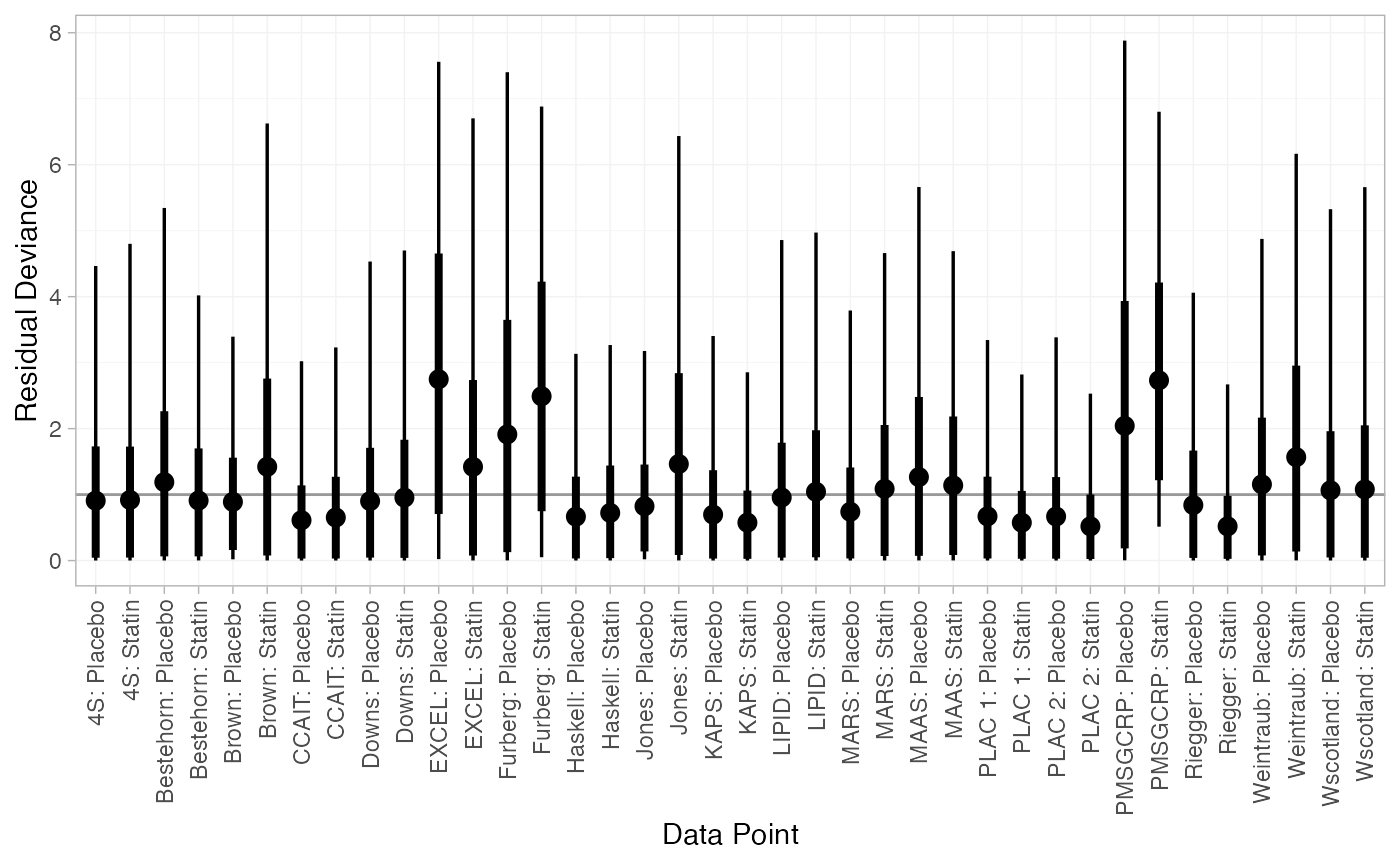 8
6
4
2
0
Residual Deviance
4S: Placebo
4S: Statin
Bestehorn: Placebo
Bestehorn: Statin
Brown: Placebo
Brown: Statin
CCAIT: Placebo
CCAIT: Statin
Downs: Placebo
Downs: Statin
EXCEL: Placebo
EXCEL: Statin
Furberg: Placebo
Furberg: Statin
Haskell: Placebo
Haskell: Statin
Jones: Placebo
Jones: Statin
KAPS: Placebo
KAPS: Statin
LIPID: Placebo
LIPID: Statin
MARS: Placebo
MARS: Statin
MAAS: Placebo
MAAS: Statin
PLAC 1: Placebo
PLAC 1: Statin
PLAC 2: Placebo
PLAC 2: Statin
PMSGCRP: Placebo
PMSGCRP: Statin
Riegger: Placebo
Riegger: Statin
Weintraub: Placebo
Weintraub: Statin
Wscotland: Placebo
Wscotland: Statin
Data Point